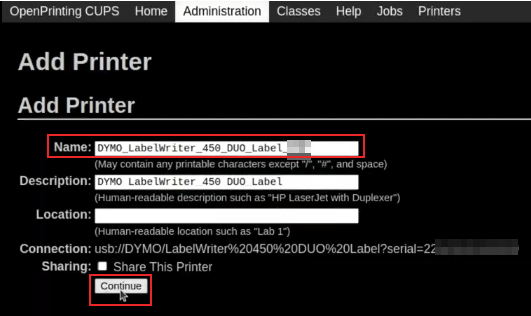 OpenPrinting CUPS Home Administration Classes Help Jobs Printers
Add Printer
Add Printer
Name: DYMO_LabelWriter_450_DUO_Label_
(May contain any printable characters except "/", "#", and space)
Description: DYMO LabelWriter 450 DUO Label
(Human-readable description such as "HP LaserJet with Duplexer")
Location:
(Human-readable location such as "Lab 1")
Connection: usb://DYMO/LabelWriter%20450%20DUO%20Label?serial=22
Sharing: Share This Printer
Continue